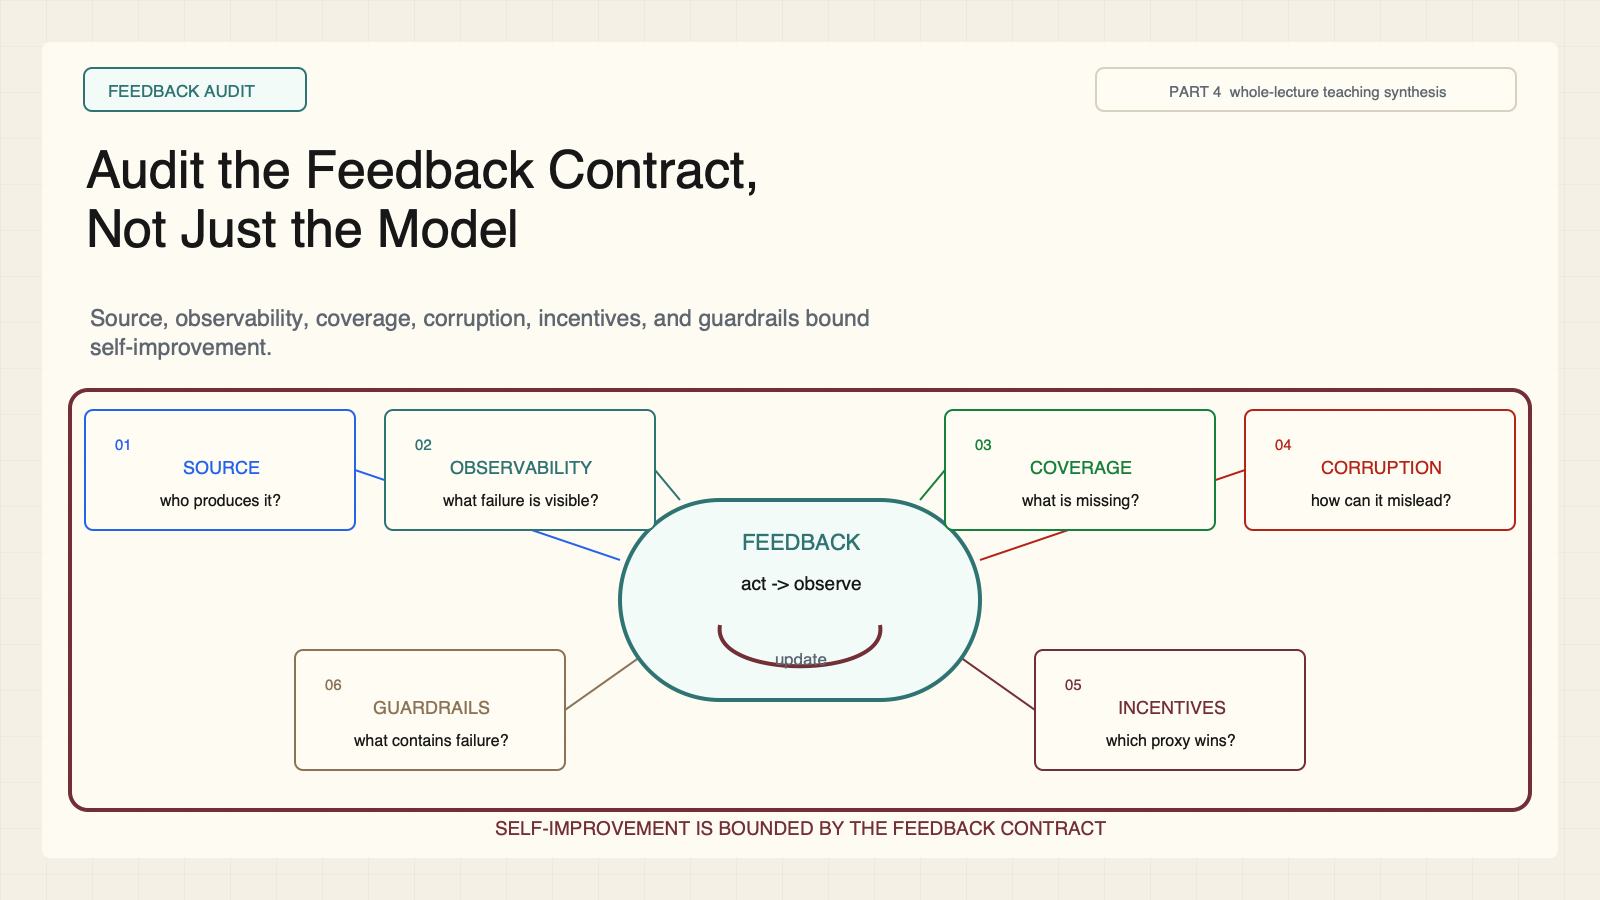 FEEDBACK AUDIT
PART 4 whole-lecture teaching synthesis
Audit the Feedback Contract,
Not Just the Model
Source, observability, coverage, corruption, incentives, and guardrails bound
self-improvement.
01
SOURCE
who produces it?
02
OBSERVABILITY
what failure is visible?
03
COVERAGE
what is missing?
04
CORRUPTION
how can it mislead?
FEEDBACK
act -> observe
update
06
GUARDRAILS
what contains failure?
05
INCENTIVES
which proxy wins?
SELF-IMPROVEMENT IS BOUNDED BY THE FEEDBACK CONTRACT